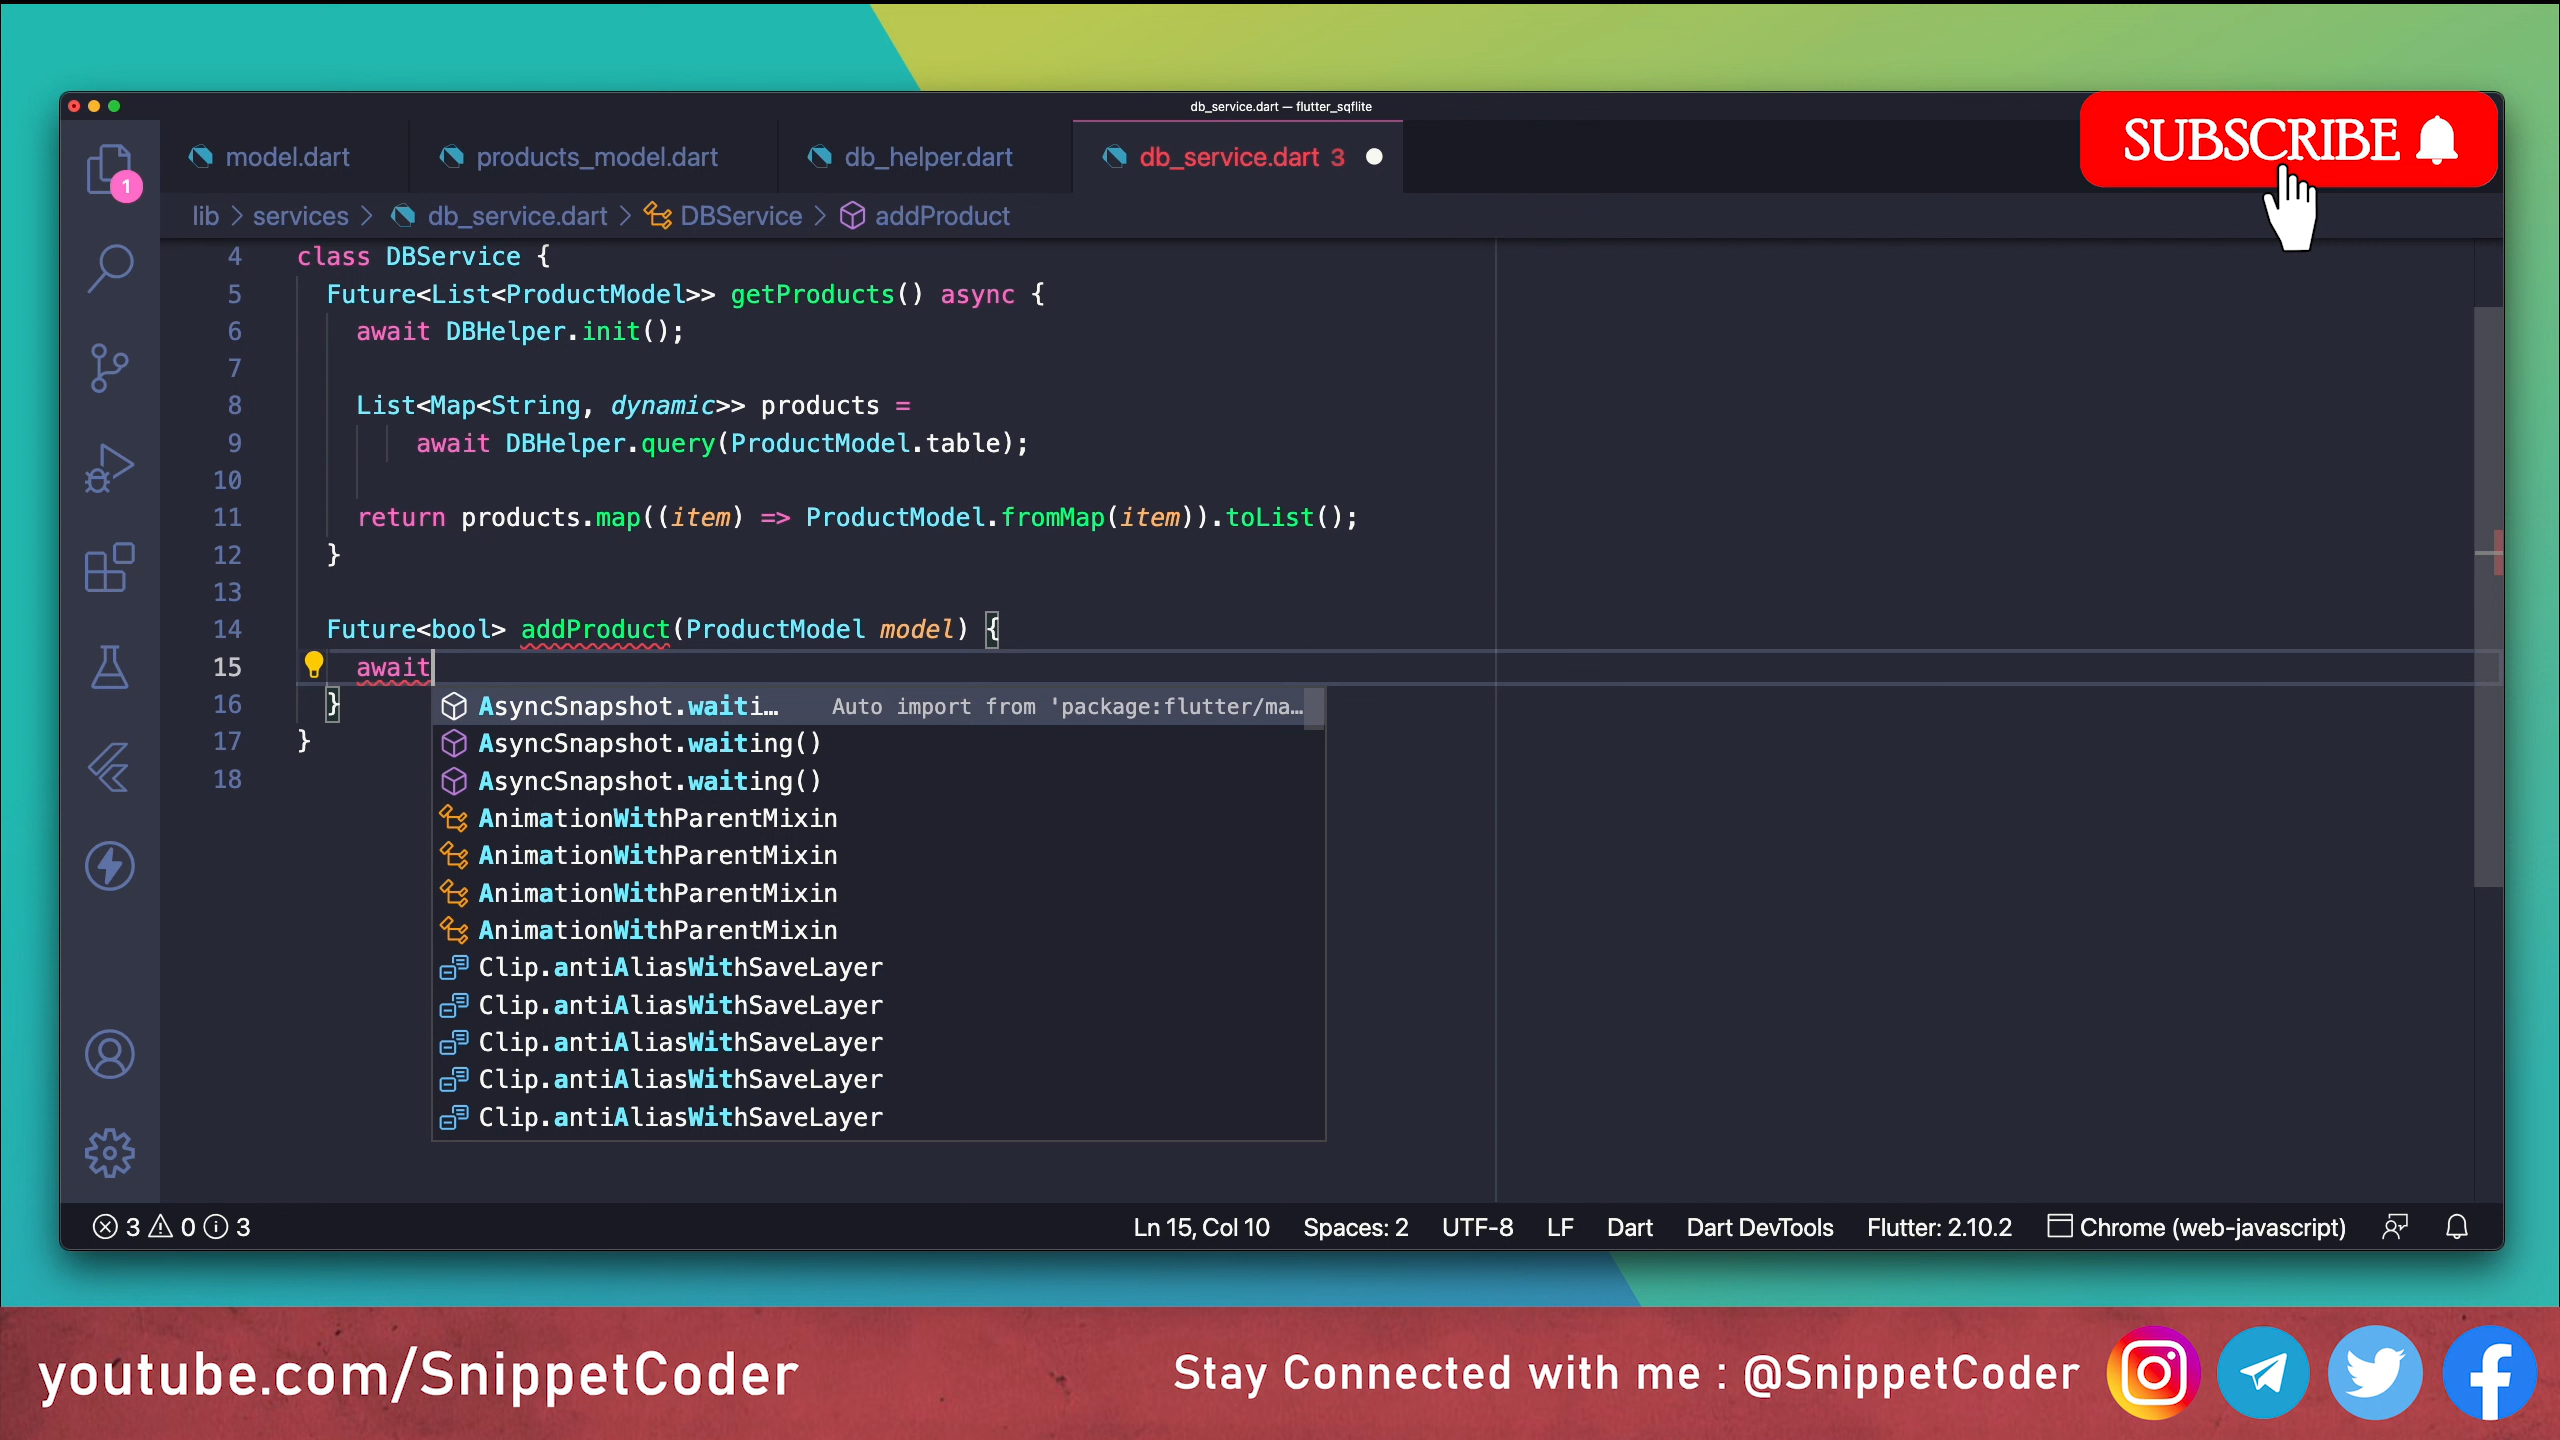 db_service.dart — flutter_sqflite
SUBSCRIBE
model.dart
products_model.dart
db_helper.dart
db_service.dart 3
1
lib > services > db_service.dart > DBService > addProduct
4 class DBService {
5 Future<List<ProductModel>> getProducts() async {
6 await DBHelper.init();
7
8 List<Map<String, dynamic>> products =
9 await DBHelper.query(ProductModel.table);
10
11 return products.map((item) => ProductModel.fromMap(item)).toList();
12 }
13
14 Future<bool> addProduct(ProductModel model) {
15 await
16 }
17 }
18
AsyncSnapshot.waiti… Auto import from 'package:flutter/ma…
AsyncSnapshot.waiting()
AsyncSnapshot.waiting()
AnimationWithParentMixin
AnimationWithParentMixin
AnimationWithParentMixin
AnimationWithParentMixin
Clip.antiAliasWithSaveLayer
Clip.antiAliasWithSaveLayer
Clip.antiAliasWithSaveLayer
Clip.antiAliasWithSaveLayer
Clip.antiAliasWithSaveLayer
3 0 3 Ln 15, Col 10 Spaces: 2 UTF-8 LF Dart Dart DevTools Flutter: 2.10.2 Chrome (web-javascript)
youtube.com/SnippetCoder
Stay Connected with me : @SnippetCoder